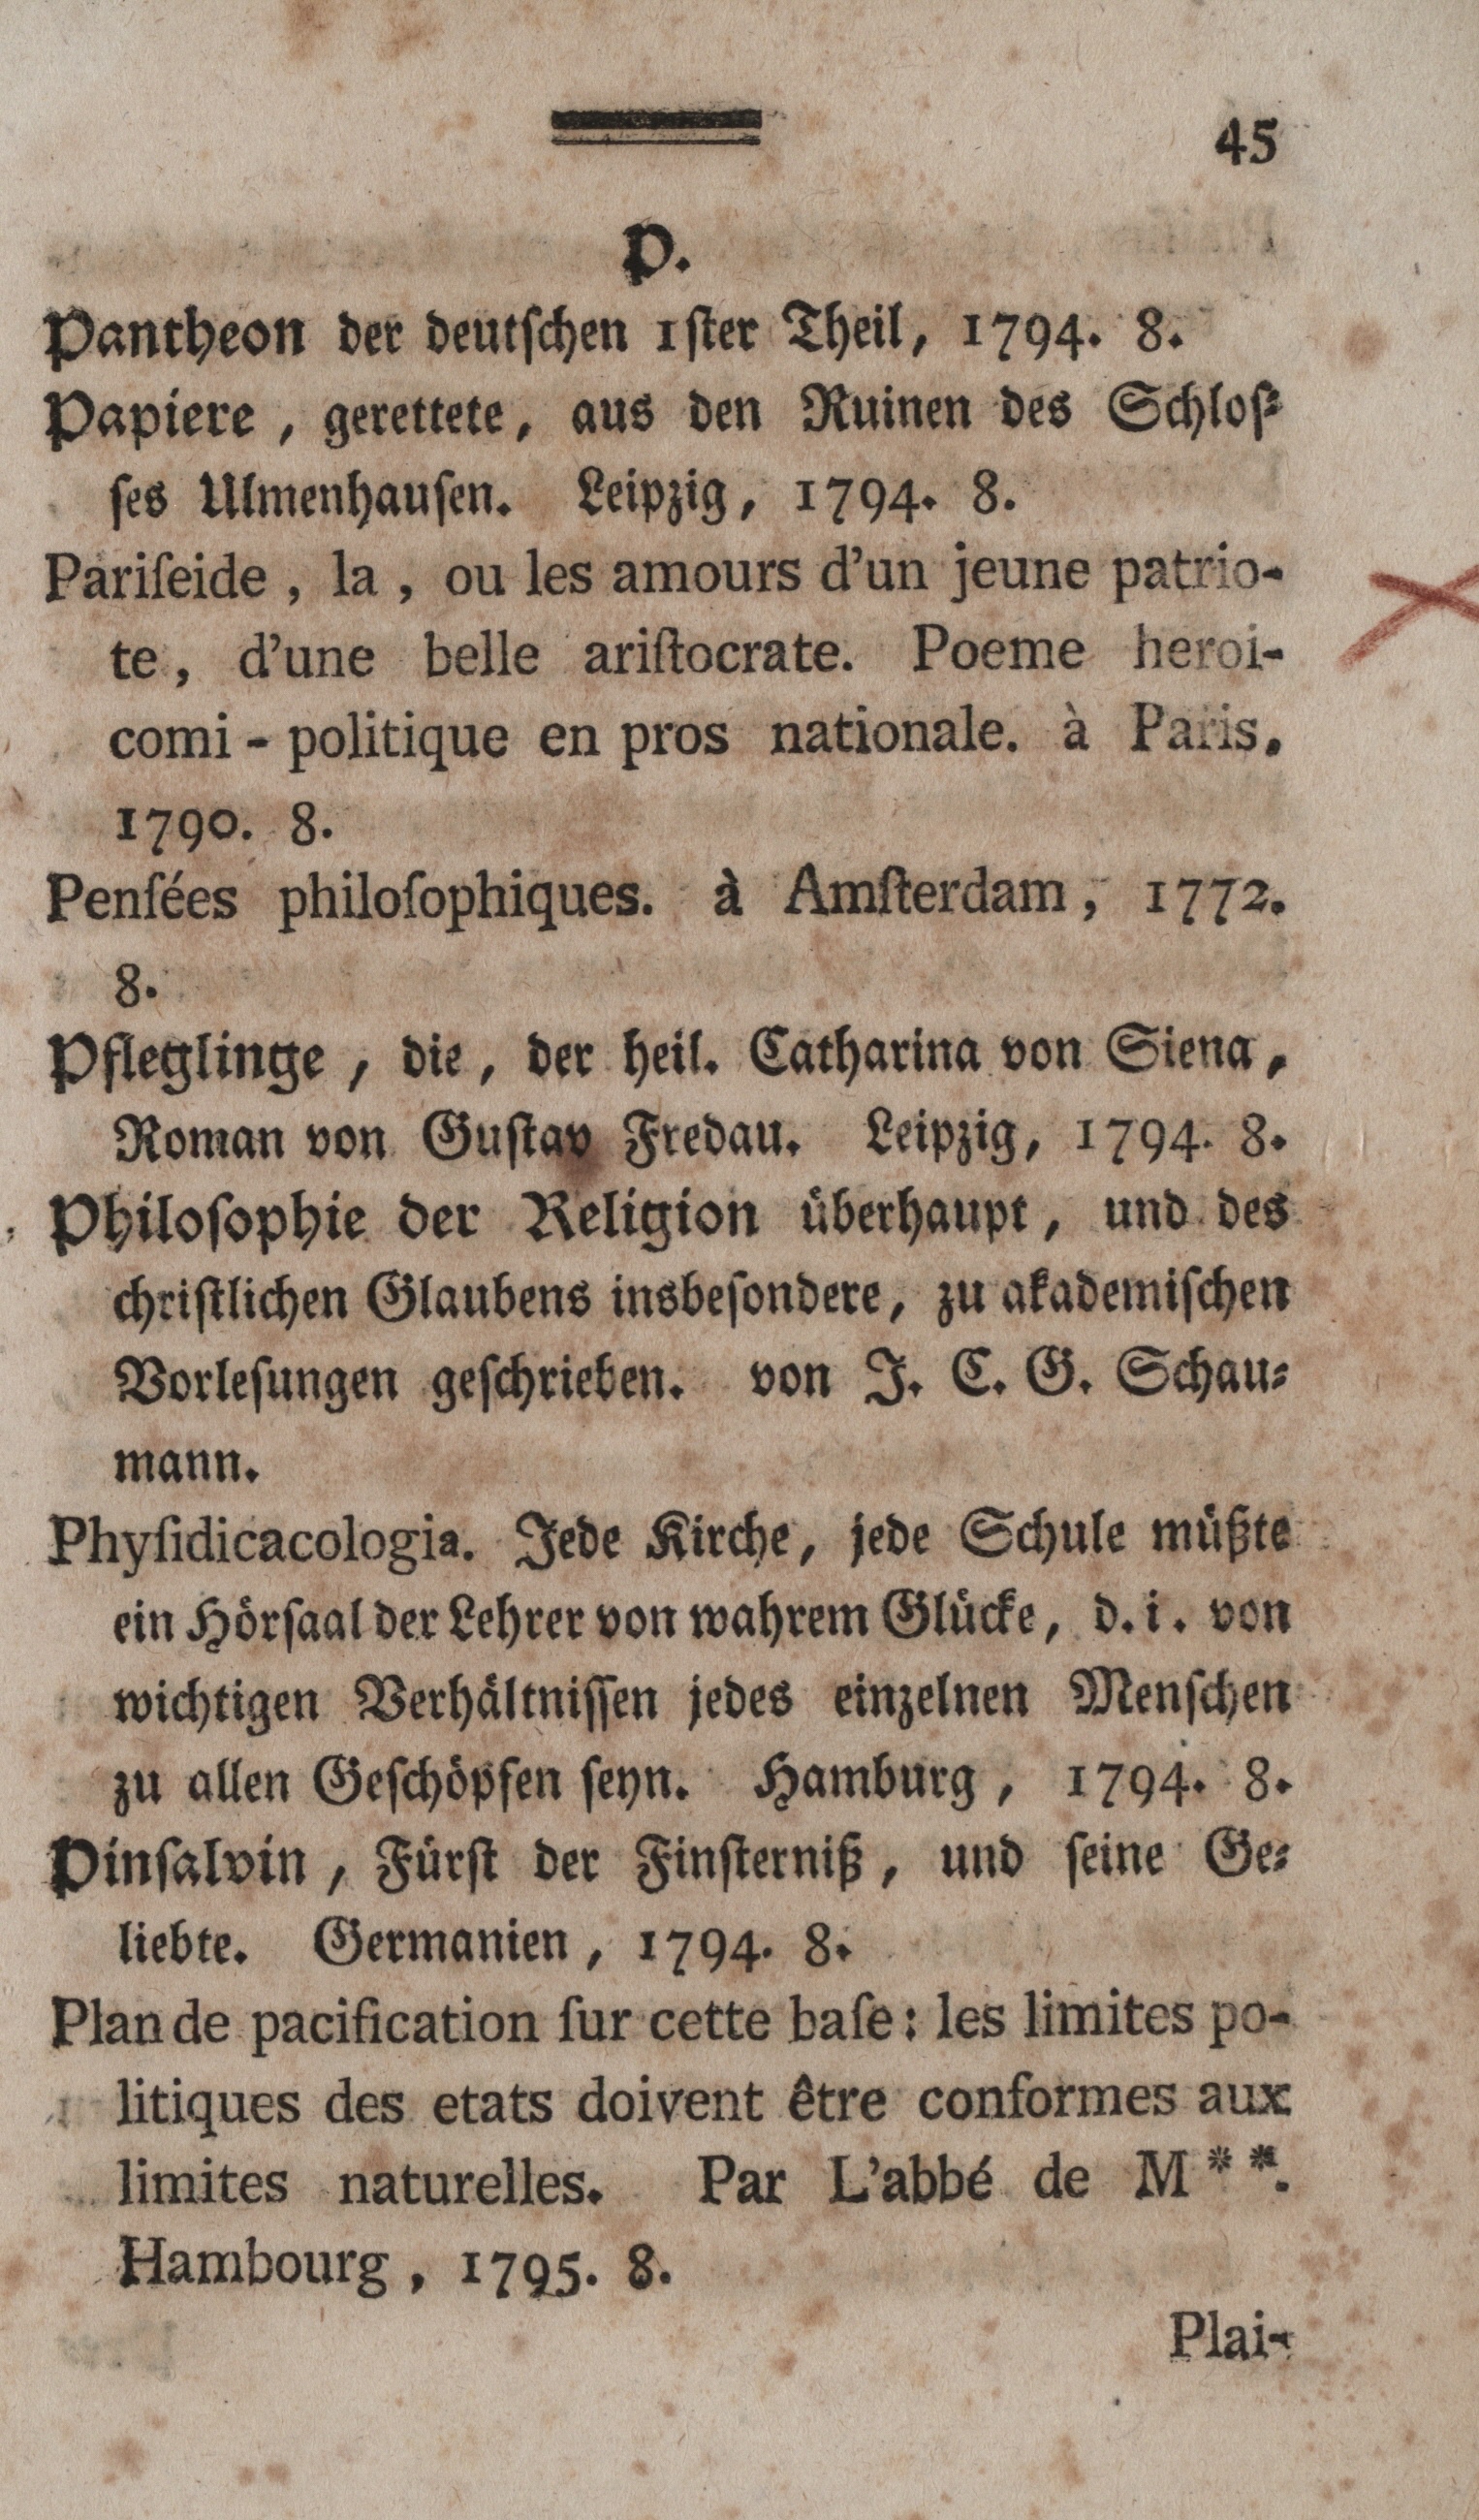 45
P.
Pantheon der deutſchen 1ſter Theil, 1794. 8.
Papiere, gerettete, aus den Ruinen des Schloſ⸗
ſes Ulmenhauſen. Leipzig, 1794. 8.
Pariſeide, la, ou les amours d'un jeune patrio-
te, d'une belle ariſtocrate. Poeme heroi-
comi-politique en pros nationale. à Paris.
1790. 8.
Penſées philoſophiques. à Amſterdam, 1772.
8.
Pfleglinge, die, der heil. Catharina von Siena,
Roman von Guſtav Fredau. Leipzig, 1794. 8.
Philoſophie der Religion überhaupt, und des
chriſtlichen Glaubens insbeſondere, zu akademiſchen
Vorleſungen geſchrieben. von J. C. G. Schau⸗
mann.
Phyſidicacologia. Jede Kirche, jede Schule müßte
ein Hörſaal der Lehrer von wahrem Glücke, d. i. von
wichtigen Verhältniſſen jedes einzelnen Menſchen
zu allen Geſchöpfen ſeyn. Hamburg, 1794. 8.
Pinſalvin, Fürſt der Finſterniß, und ſeine Ge⸗
liebte. Germanien, 1794. 8.
Plan de pacification ſur cette baſe: les limites po-
litiques des etats doivent être conformes aux
limites naturelles. Par L'abbé de M**.
Hambourg, 1795. 8.
Plai-